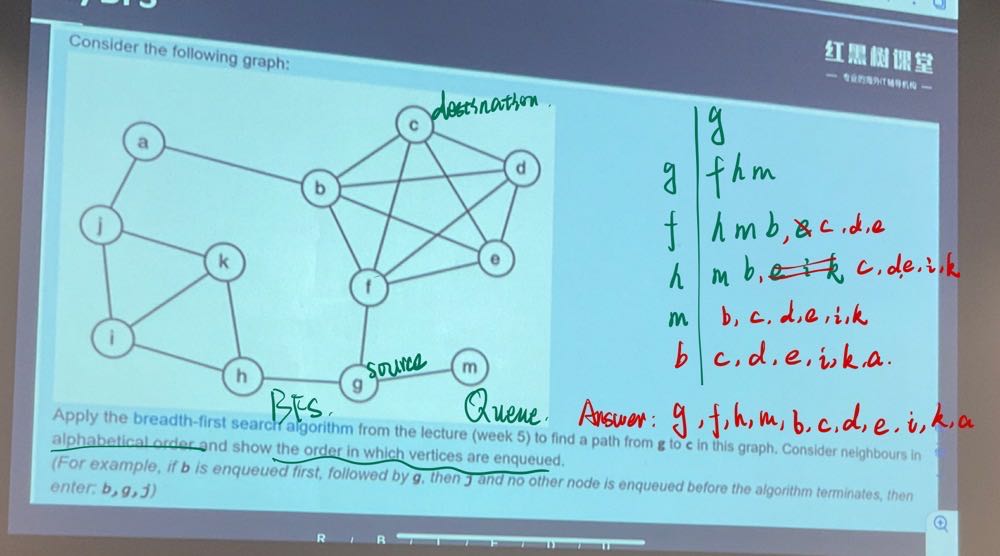 Consider the following graph:
红黑树课堂
— 专业的海外IT辅导机构 —
destination.
c
a
d
b
j
k
e
f
i
h
source
g
m
BFS.
Queue.
g
g f h m
f h m b, e c, d, e
h m b, e i k c, d, e, i, k
m b, c, d, e, i, k
b c, d, e, i, k, a.
Answer: g, f, h, m, b, c, d, e, i, k, a
Apply the breadth-first search algorithm from the lecture (week 5) to find a path from g to c in this graph. Consider neighbours in
alphabetical order and show the order in which vertices are enqueued.
(For example, if b is enqueued first, followed by g, then j and no other node is enqueued before the algorithm terminates, then
enter: b,g,j)